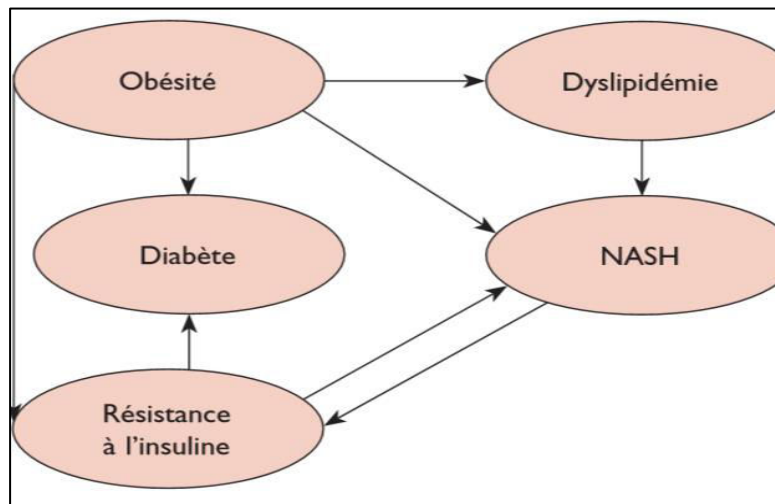 Obésité
Dyslipidémie
Diabète
NASH
Résistance
à l'insuline